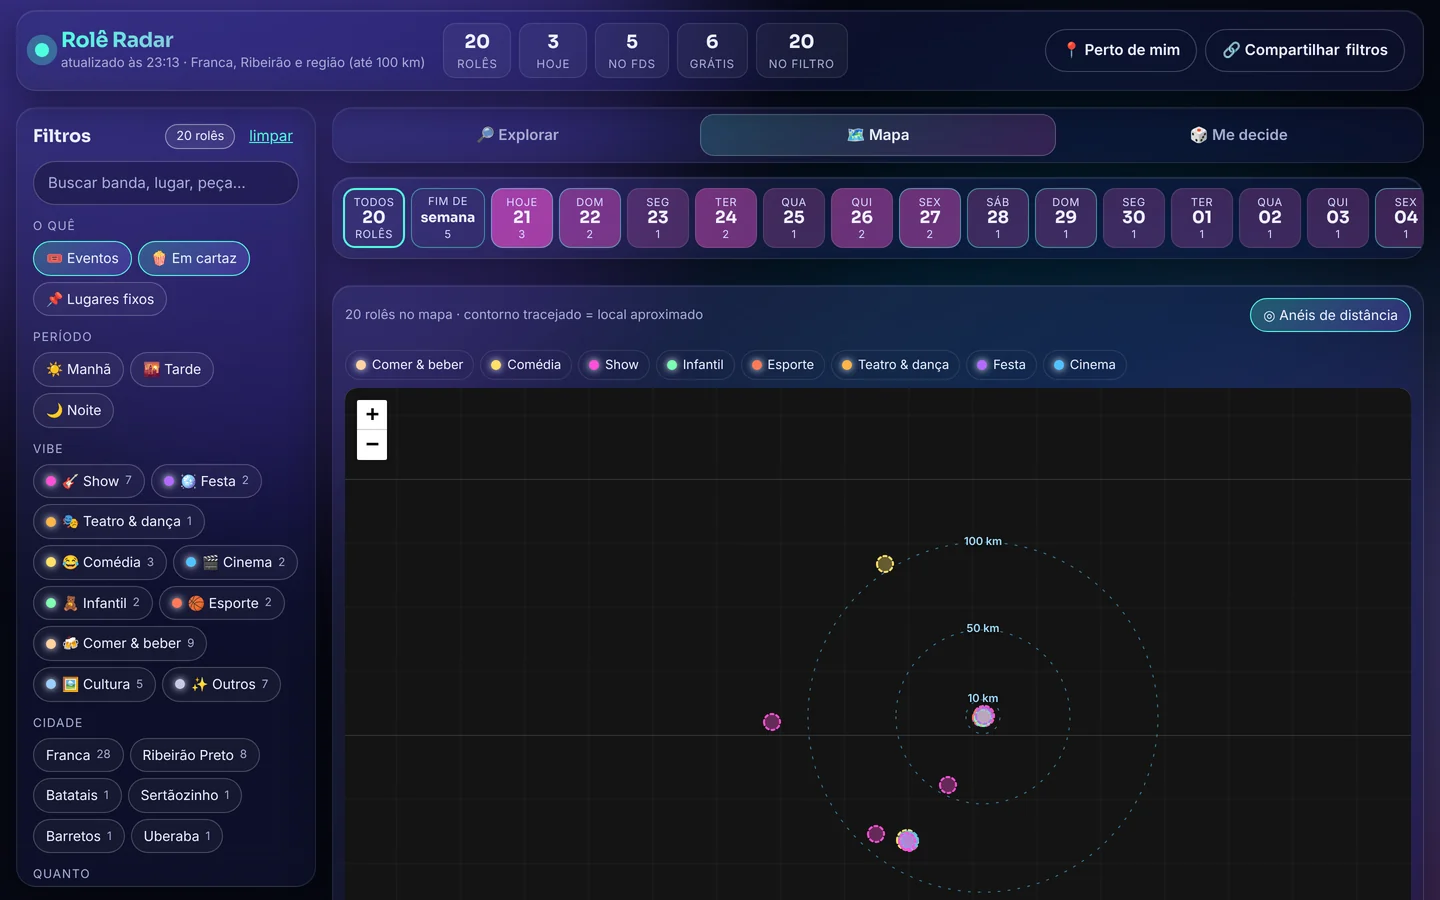 Rolê Radar
atualizado às 23:13 · Franca, Ribeirão e região (até 100 km)
20
ROLÊS
3
HOJE
5
NO FDS
6
GRÁTIS
20
NO FILTRO
📍 Perto de mim
🔗 Compartilhar filtros
Filtros
20 rolês
limpar
Buscar banda, lugar, peça...
O QUÊ
🎟️ Eventos
🍿 Em cartaz
📌 Lugares fixos
PERÍODO
☀️ Manhã
🌇 Tarde
🌙 Noite
VIBE
🎸 Show 7
🪩 Festa 2
🎭 Teatro & dança 1
😂 Comédia 3
🎬 Cinema 2
🧸 Infantil 2
🏀 Esporte 2
🍻 Comer & beber 9
🖼️ Cultura 5
✨ Outros 7
CIDADE
Franca 28
Ribeirão Preto 8
Batatais 1
Sertãozinho 1
Barretos 1
Uberaba 1
QUANTO
🔎 Explorar
🗺️ Mapa
🎲 Me decide
TODOS
20
ROLÊS
FIM DE
semana
5
HOJE
21
3
DOM
22
2
SEG
23
1
TER
24
2
QUA
25
1
QUI
26
2
SEX
27
2
SÁB
28
1
DOM
29
1
SEG
30
1
TER
01
1
QUA
02
1
QUI
03
1
SEX
04
1
20 rolês no mapa · contorno tracejado = local aproximado
◎ Anéis de distância
Comer & beber
Comédia
Show
Infantil
Esporte
Teatro & dança
Festa
Cinema
+
−
100 km
50 km
10 km